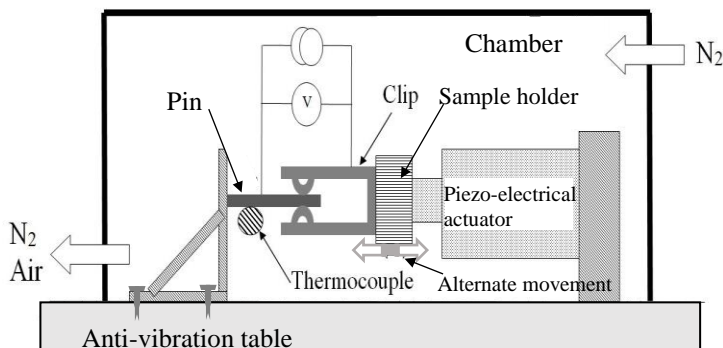 Chamber
N2
V
Clip
Sample holder
Pin
Piezo-electrical
actuator
N2
Air
Thermocouple
Alternate movement
Anti-vibration table